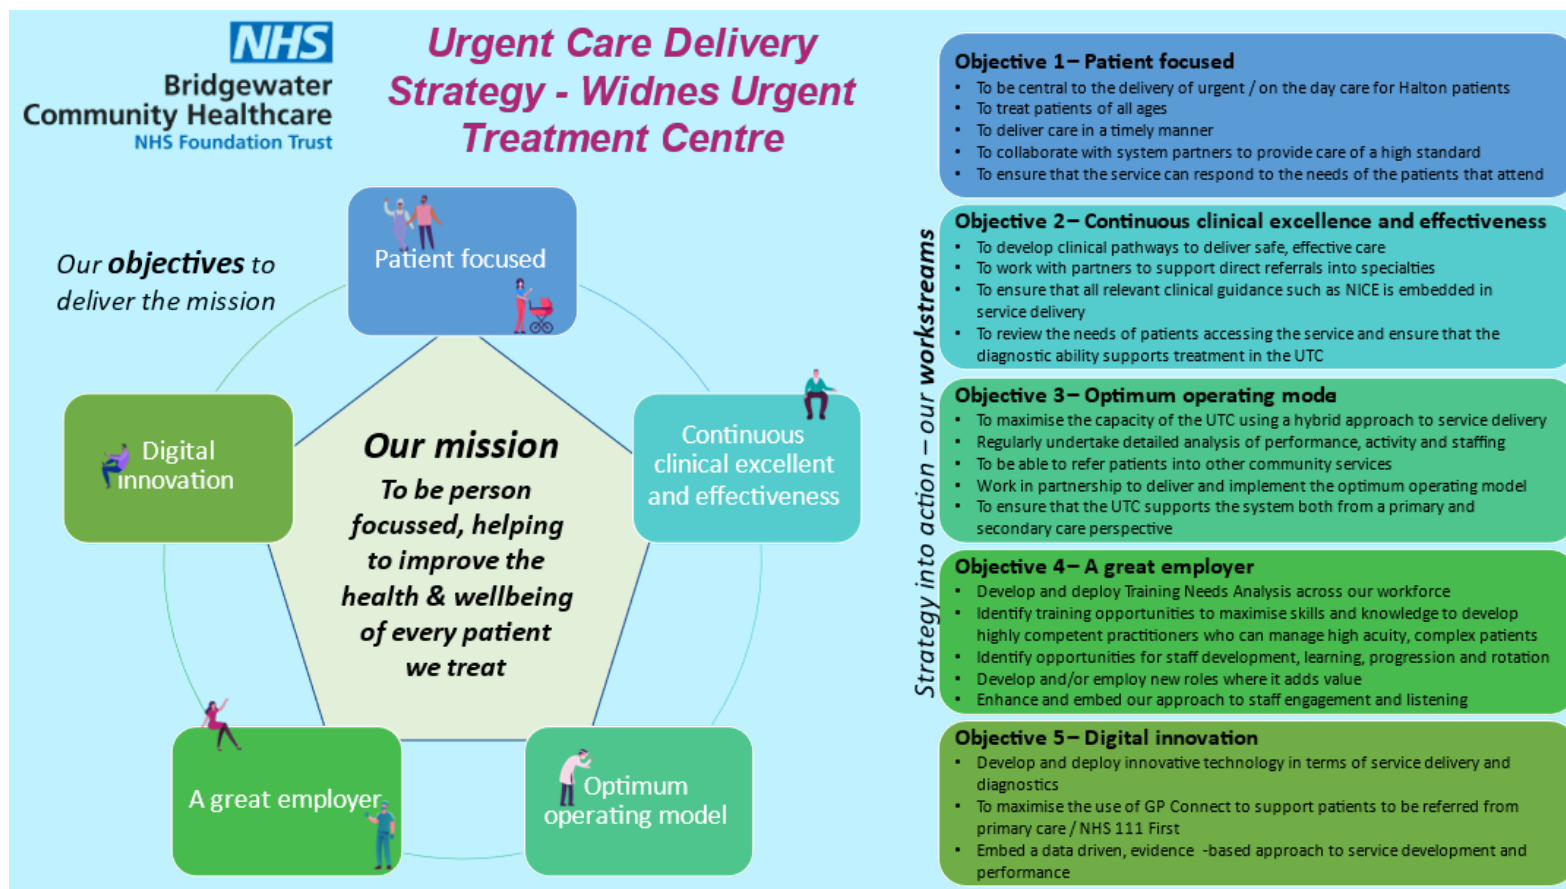 NHS
Bridgewater
Community Healthcare
NHS Foundation Trust
Urgent Care Delivery
Strategy - Widnes Urgent
Treatment Centre
Our objectives to
deliver the mission
Patient focused
Continuous
clinical excellent
and effectiveness
Optimum
operating model
A great employer
Digital
innovation
Our mission
To be person
focussed, helping
to improve the
health & wellbeing
of every patient
we treat
Strategy into action – our workstreams
Objective 1 – Patient focused
• To be central to the delivery of urgent / on the day care for Halton patients
• To treat patients of all ages
• To deliver care in a timely manner
• To collaborate with system partners to provide care of a high standard
• To ensure that the service can respond to the needs of the patients that attend
Objective 2 – Continuous clinical excellence and effectiveness
• To develop clinical pathways to deliver safe, effective care
• To work with partners to support direct referrals into specialties
• To ensure that all relevant clinical guidance such as NICE is embedded in
service delivery
• To review the needs of patients accessing the service and ensure that the
diagnostic ability supports treatment in the UTC
Objective 3 – Optimum operating model
• To maximise the capacity of the UTC using a hybrid approach to service delivery
• Regularly undertake detailed analysis of performance, activity and staffing
• To be able to refer patients into other community services
• Work in partnership to deliver and implement the optimum operating model
• To ensure that the UTC supports the system both from a primary and
secondary care perspective
Objective 4 – A great employer
• Develop and deploy Training Needs Analysis across our workforce
• Identify training opportunities to maximise skills and knowledge to develop
highly competent practitioners who can manage high acuity, complex patients
• Identify opportunities for staff development, learning, progression and rotation
• Develop and/or employ new roles where it adds value
• Enhance and embed our approach to staff engagement and listening
Objective 5 – Digital innovation
• Develop and deploy innovative technology in terms of service delivery and
diagnostics
• To maximise the use of GP Connect to support patients to be referred from
primary care / NHS 111 First
• Embed a data driven, evidence -based approach to service development and
performance